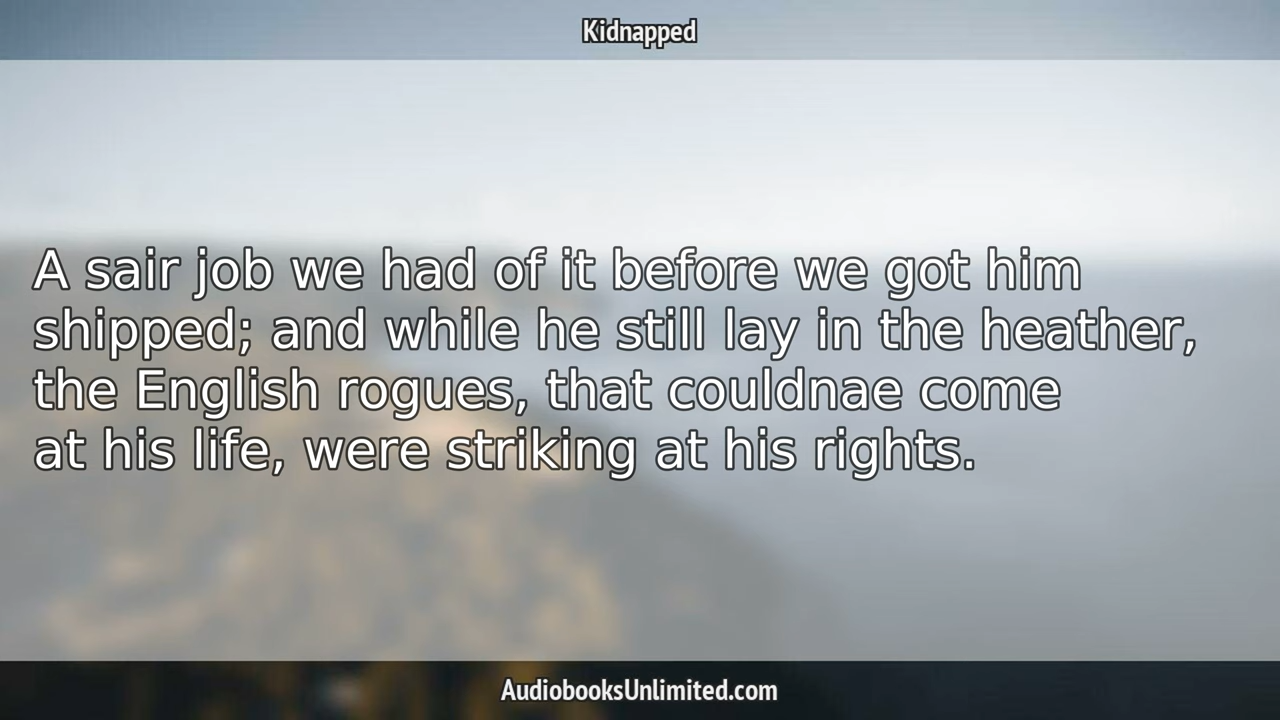 Kidnapped
A sair job we had of it before we got him
shipped; and while he still lay in the heather,
the English rogues, that couldnae come
at his life, were striking at his rights.
AudiobooksUnlimited.com